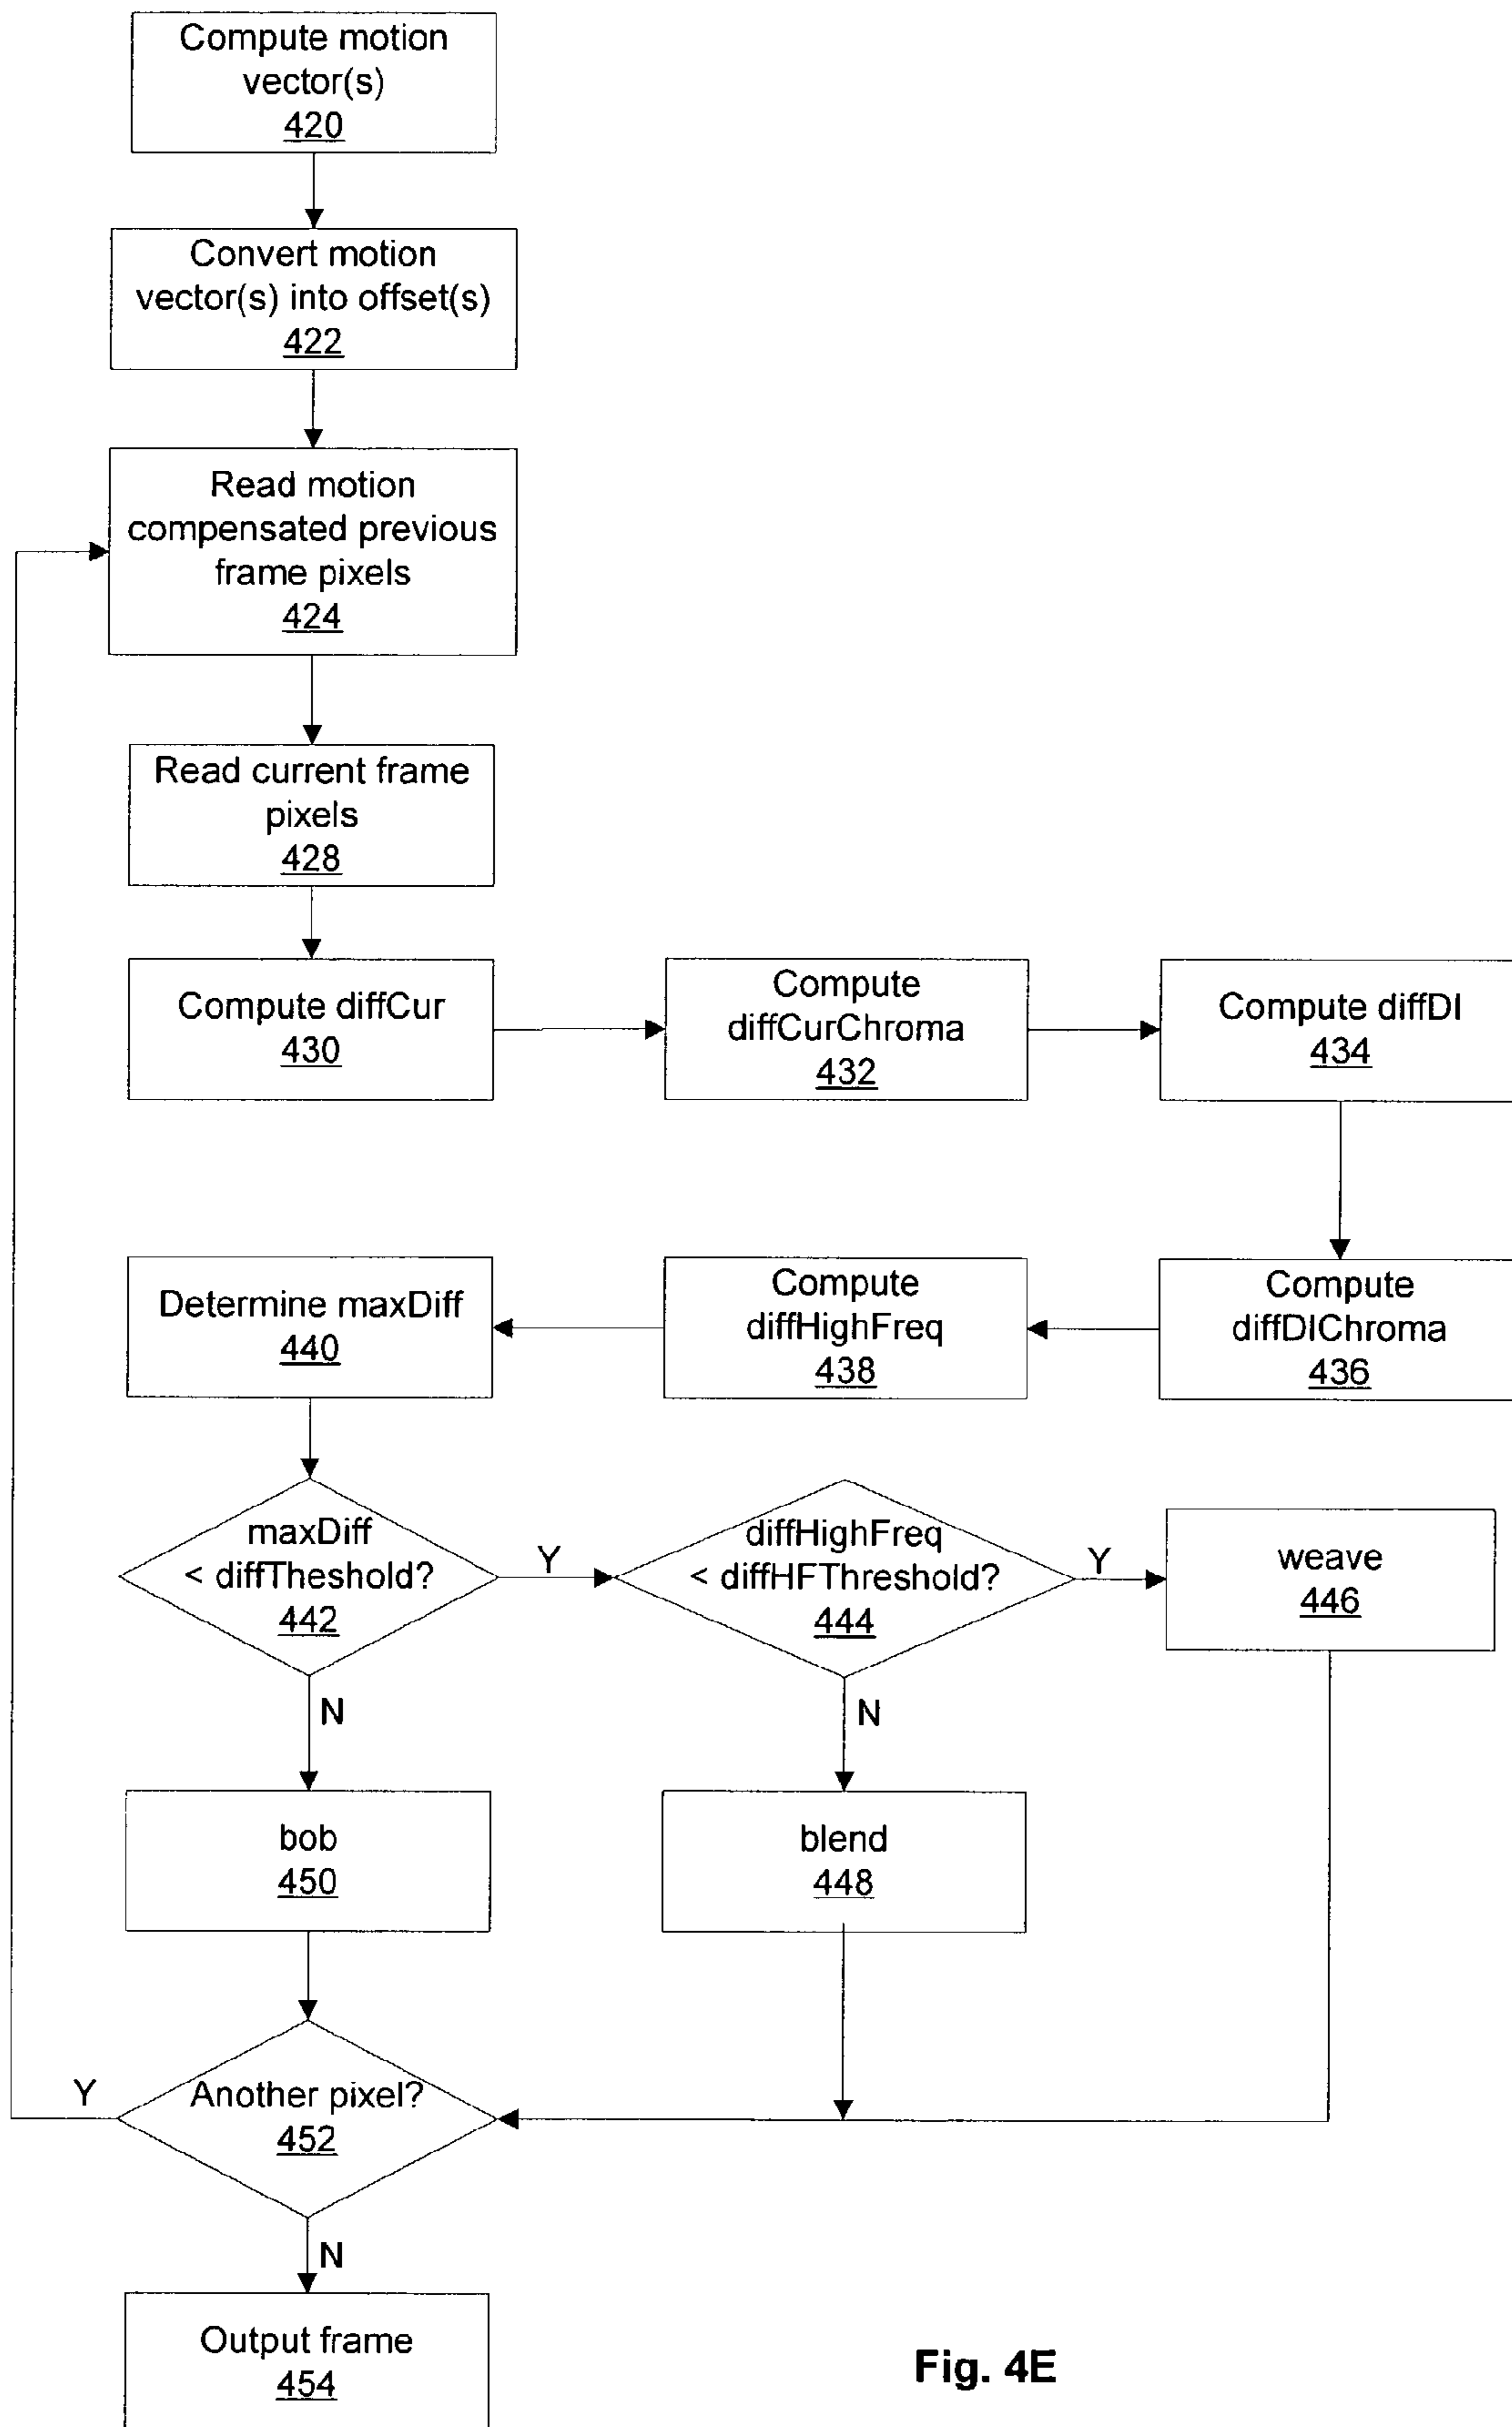 Compute motion
vector(s)
420
Convert motion
vector(s) into offset(s)
422
Read motion
compensated previous
frame pixels
424
Read current frame
pixels
428
Compute diffCur
430
Compute
diffCurChroma
432
Compute diffDI
434
Compute
diffDIChroma
436
Compute
diffHighFreq
438
Determine maxDiff
440
maxDiff
< diffTheshold?
442
Y
diffHighFreq
< diffHFThreshold?
444
Y
weave
446
N
N
bob
450
blend
448
Y
Another pixel?
452
N
Output frame
454
Fig. 4E